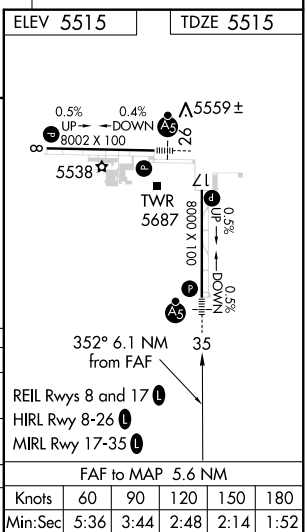 ELEV 5515
TDZE 5515
0.5% UP
0.4% DOWN
8002 X 100
P
A5
5559 ±
8
26
5538
P
TWR
5687
17
P
8000 X 100
0.5% UP
DOWN 0.5%
P
A5
35
352° 6.1 NM
from FAF
REIL Rwys 8 and 17 L
HIRL Rwy 8-26 L
MIRL Rwy 17-35 L
FAF to MAP 5.6 NM
Knots 60 90 120 150 180
Min:Sec 5:36 3:44 2:48 2:14 1:52